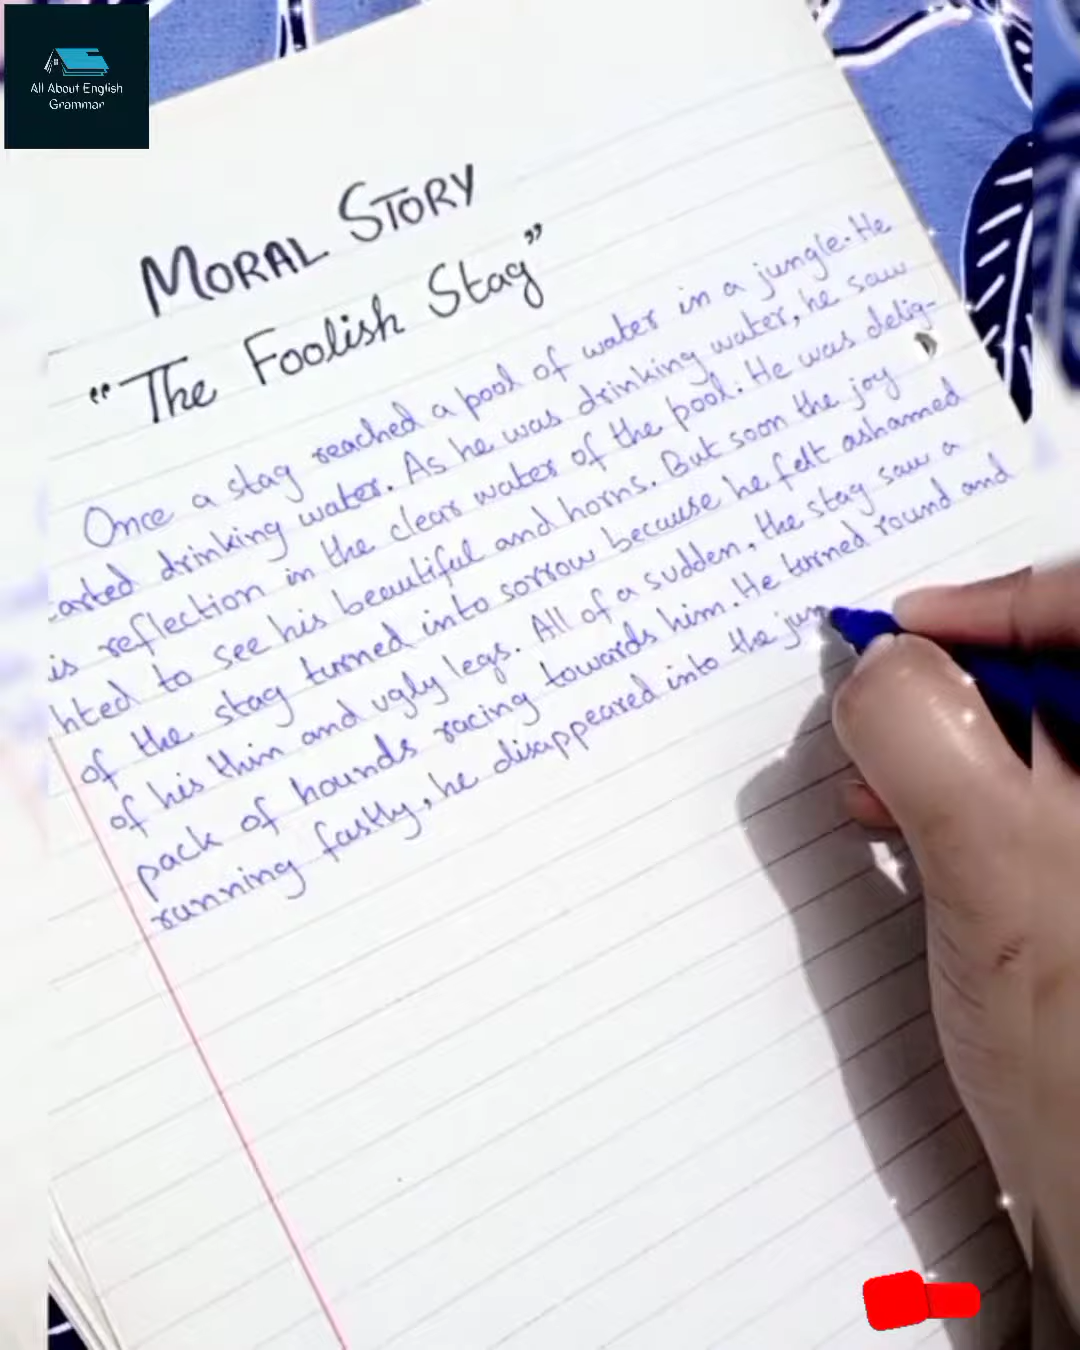 All About English
Grammar
MORAL STORY
"The Foolish Stag"
Once a stag reached a pool of water in a jungle. He
arted drinking water. As he was drinking water, he saw
is reflection in the clear water of the pool. He was delig-
hted to see his beautiful and horns. But soon the joy
of the stag turned into sorrow because he felt ashamed
of his thin and ugly legs. All of a sudden, the stag saw a
pack of hounds racing towards him. He turned round and
running fastly, he disappeared into the jun